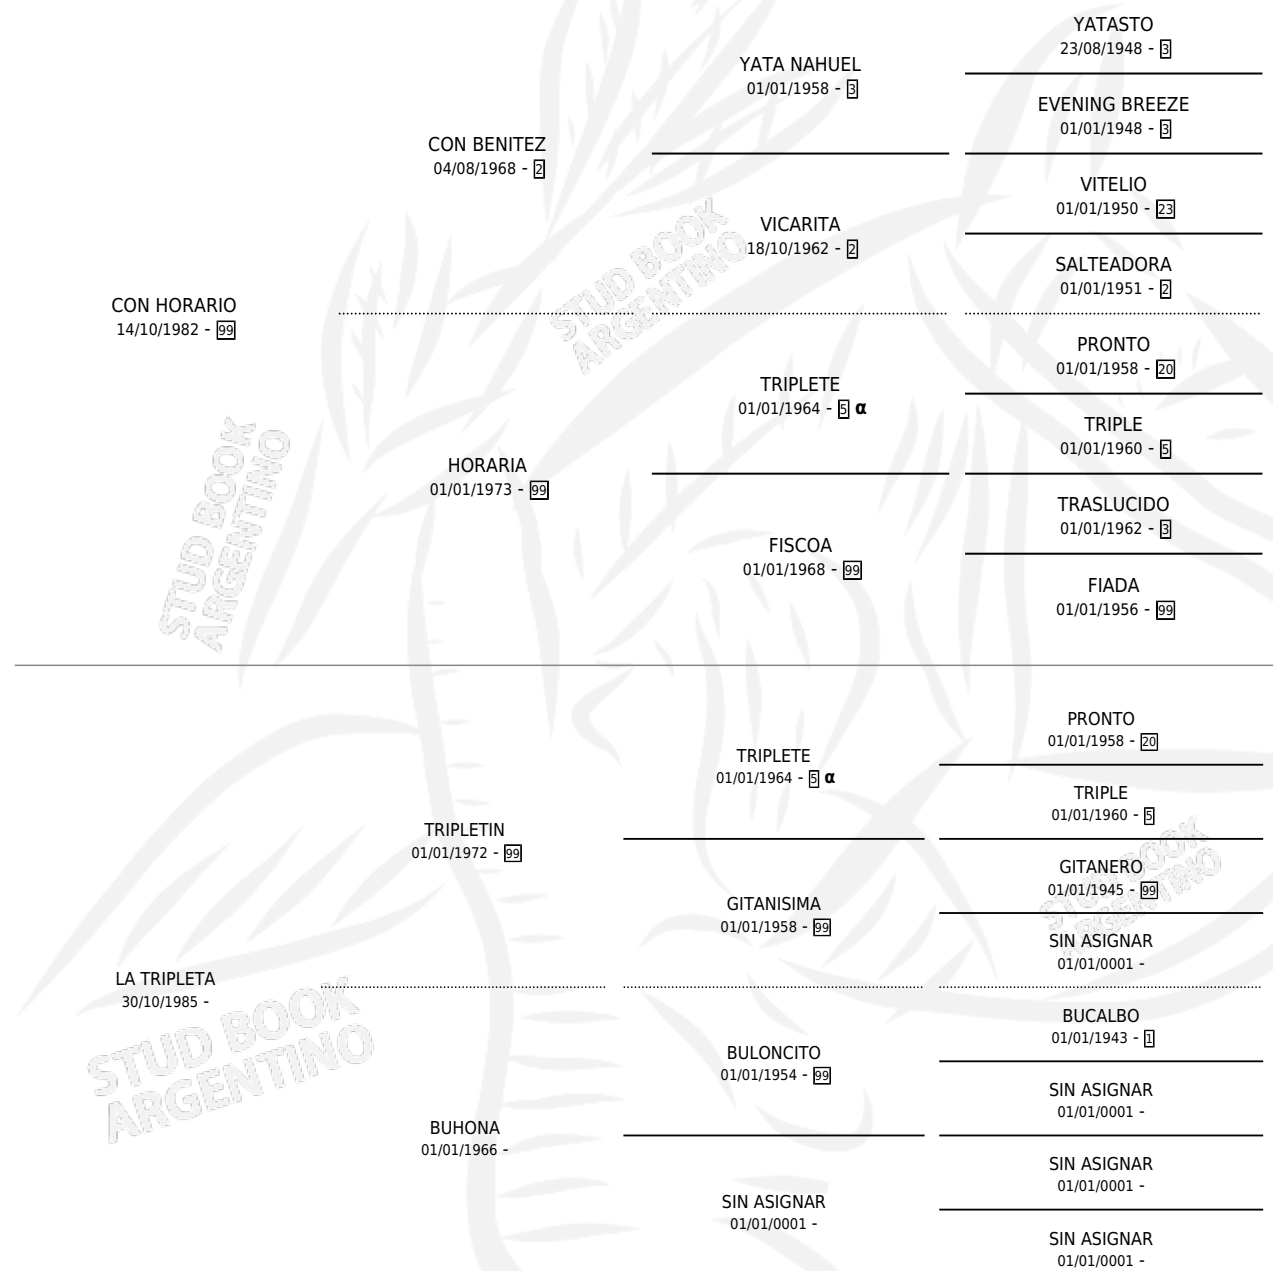 YATASTO
23/08/1948 - 3
YATA NAHUEL
01/01/1958 - 3
EVENING BREEZE
01/01/1948 - 3
CON BENITEZ
04/08/1968 - 2
VITELIO
01/01/1950 - 23
VICARITA
18/10/1962 - 2
SALTEADORA
01/01/1951 - 2
CON HORARIO
14/10/1982 - 99
PRONTO
01/01/1958 - 20
TRIPLETE
01/01/1964 - 5 α
TRIPLE
01/01/1960 - 5
HORARIA
01/01/1973 - 99
TRASLUCIDO
01/01/1962 - 3
FISCOA
01/01/1968 - 99
FIADA
01/01/1956 - 99
PRONTO
01/01/1958 - 20
TRIPLETE
01/01/1964 - 5 α
TRIPLE
01/01/1960 - 5
TRIPLETIN
01/01/1972 - 99
GITANERO
01/01/1945 - 99
GITANISIMA
01/01/1958 - 99
SIN ASIGNAR
01/01/0001 -
LA TRIPLETA
30/10/1985 -
BUCALBO
01/01/1943 - 1
BULONCITO
01/01/1954 - 99
SIN ASIGNAR
01/01/0001 -
BUHONA
01/01/1966 -
SIN ASIGNAR
01/01/0001 -
SIN ASIGNAR
01/01/0001 -
SIN ASIGNAR
01/01/0001 -
STUD BOOK
ARGENTINO
STUD BOOK
ARGENTINO
STUD BOOK
ARGENTINO
STUD BOOK
ARGENTINO